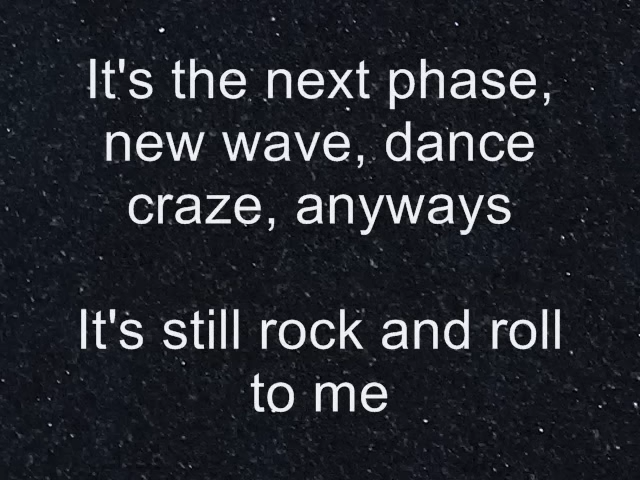 It's the next phase,
new wave, dance
craze, anyways
It's still rock and roll
to me